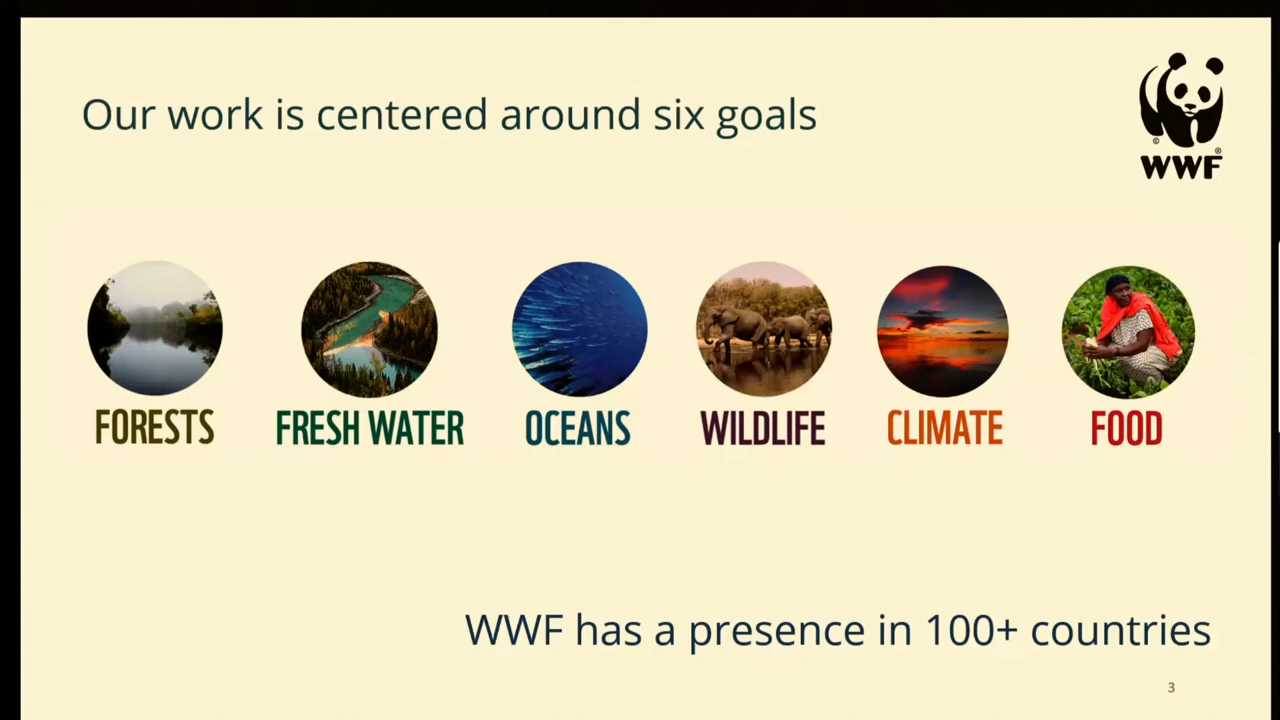 Our work is centered around six goals
©
®
WWF
FORESTS
FRESH WATER
OCEANS
WILDLIFE
CLIMATE
FOOD
WWF has a presence in 100+ countries
3